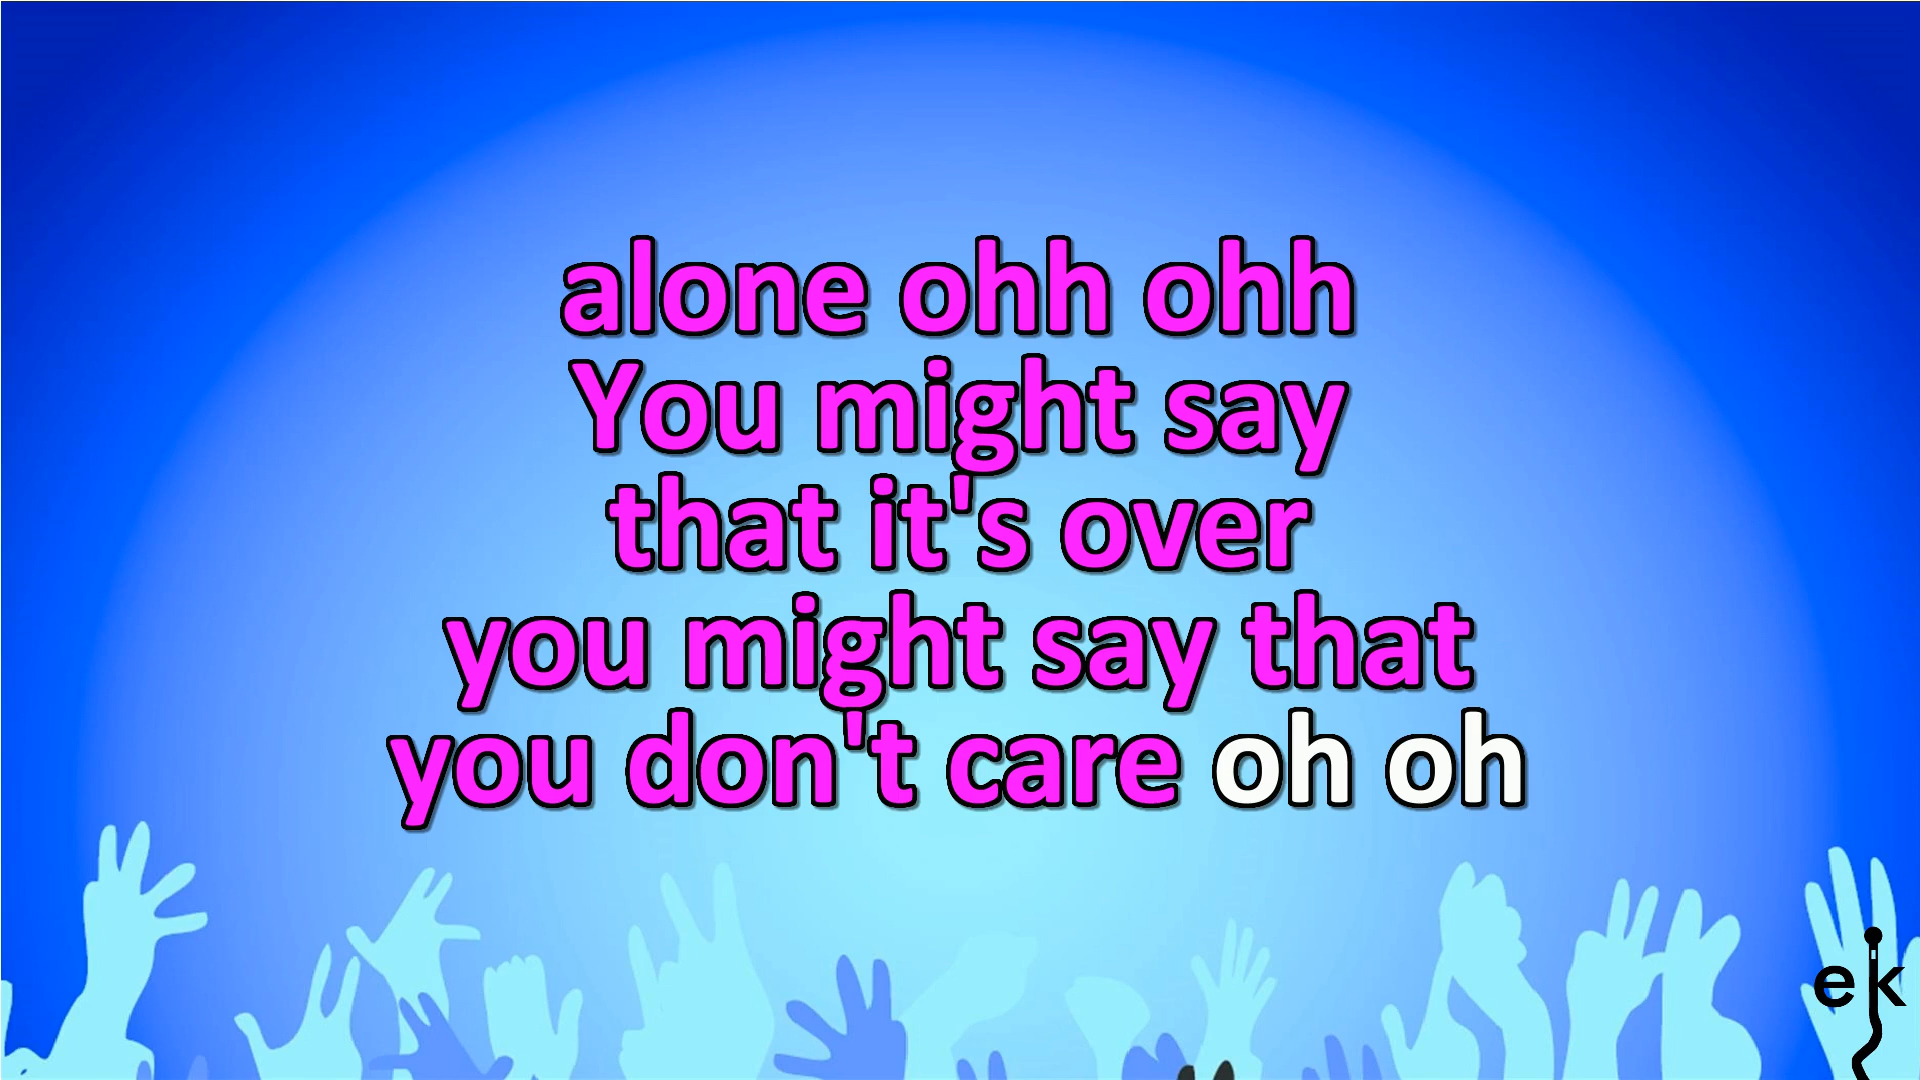 alone ohh ohh
You might say
that it's over
you might say that
you don't care oh oh
ek